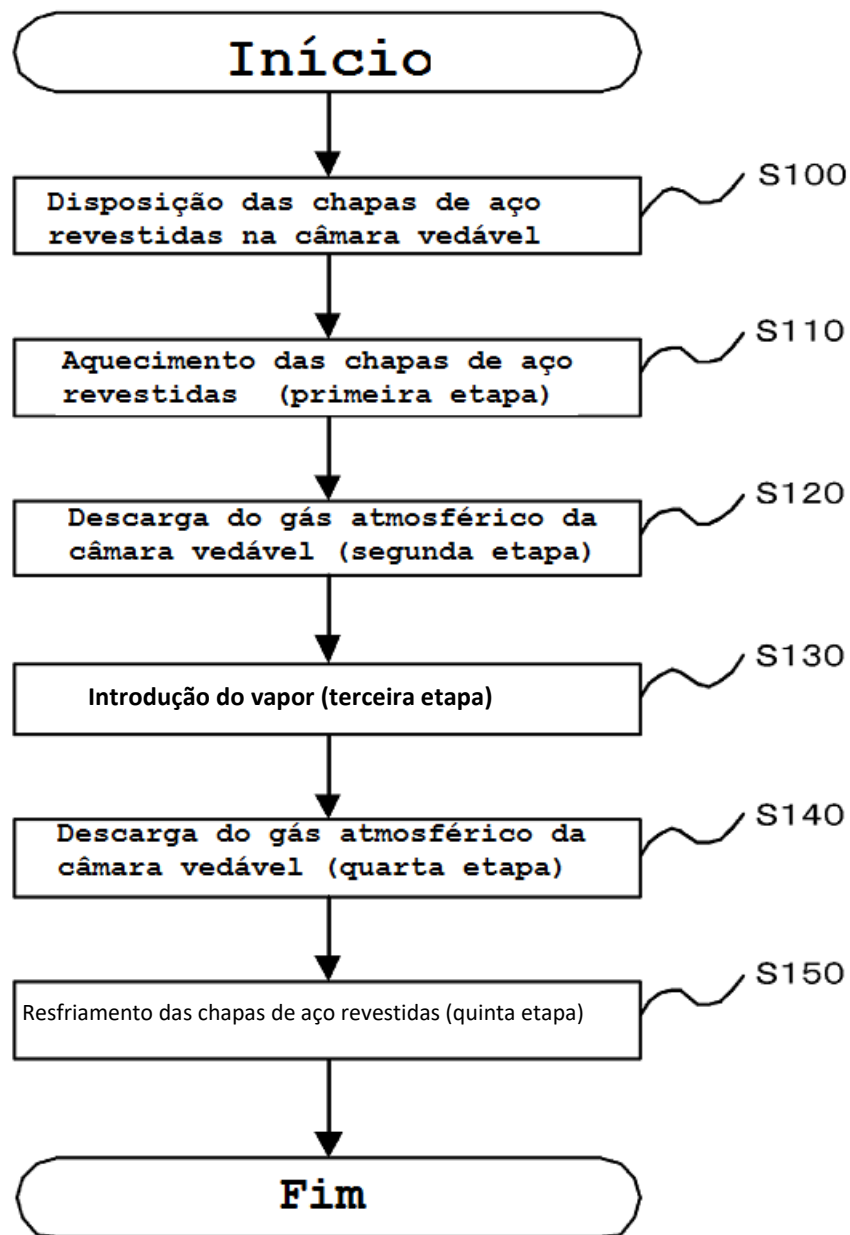 Início
S100
Disposição das chapas de aço
revestidas na câmara vedável
S110
Aquecimento das chapas de aço
revestidas (primeira etapa)
S120
Descarga do gás atmosférico da
câmara vedável (segunda etapa)
S130
Introdução do vapor (terceira etapa)
S140
Descarga do gás atmosférico da
câmara vedável (quarta etapa)
S150
Resfriamento das chapas de aço revestidas (quinta etapa)
Fim